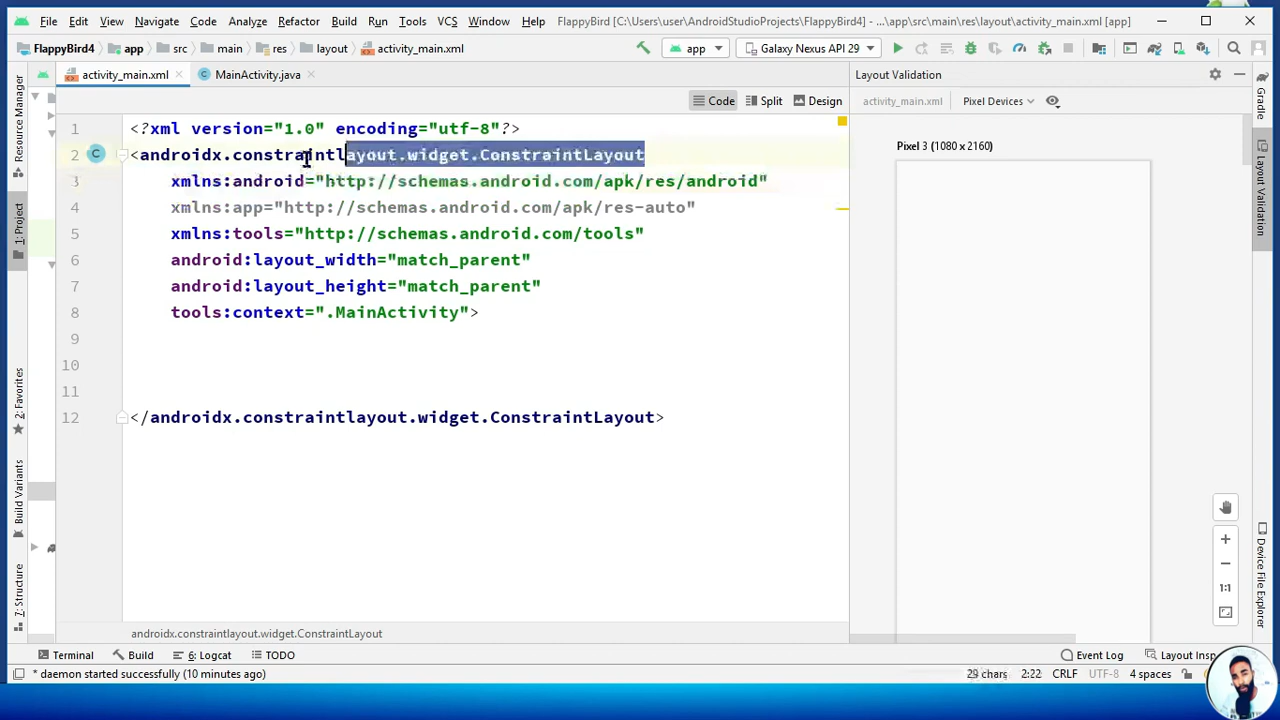 File Edit View Navigate Code Analyze Refactor Build Run Tools VCS Window Help FlappyBird [C:\Users\user\AndroidStudioProjects\FlappyBird4] - ...\app\src\main\res\layout\activity_main.xml [app]
FlappyBird4 app src main res layout activity_main.xml app Galaxy Nexus API 29
activity_main.xml MainActivity.java Layout Validation
Code Split Design activity_main.xml Pixel Devices
1 <?xml version="1.0" encoding="utf-8"?>
Pixel 3 (1080 x 2160)
2 <androidx.constraintlayout.widget.ConstraintLayout
3 xmlns:android="http://schemas.android.com/apk/res/android"
4 xmlns:app="http://schemas.android.com/apk/res-auto"
5 xmlns:tools="http://schemas.android.com/tools"
6 android:layout_width="match_parent"
7 android:layout_height="match_parent"
8 tools:context=".MainActivity">
9
10
11
12 </androidx.constraintlayout.widget.ConstraintLayout>
Resource Manager
1: Project
2: Favorites
Build Variants
7: Structure
Gradle
Layout Validation
Device File Explorer
1:1
androidx.constraintlayout.widget.ConstraintLayout
Terminal Build 6: Logcat TODO Event Log Layout Insp
* daemon started successfully (10 minutes ago) 29 chars 2:22 CRLF UTF-8 4 spaces